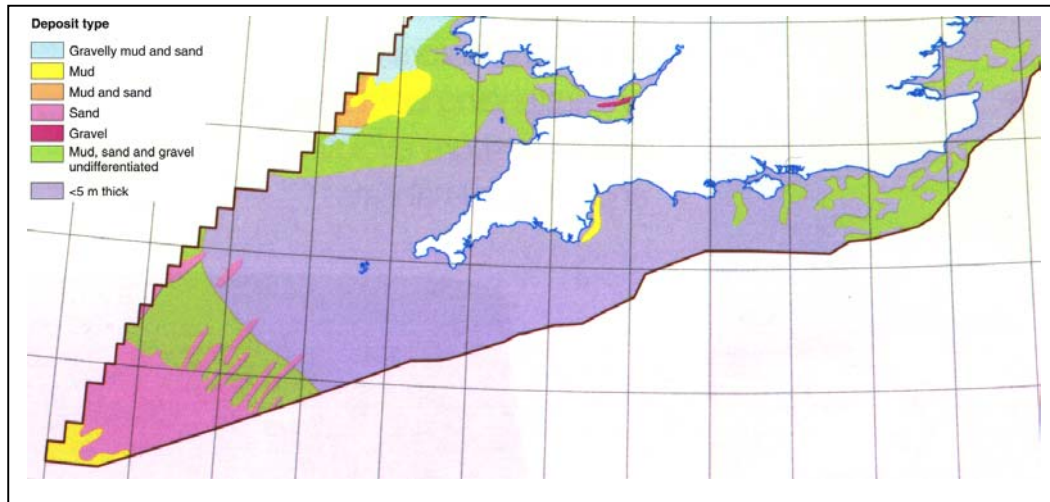 Deposit type
Gravelly mud and sand
Mud
Mud and sand
Sand
Gravel
Mud, sand and gravel
undifferentiated
<5 m thick